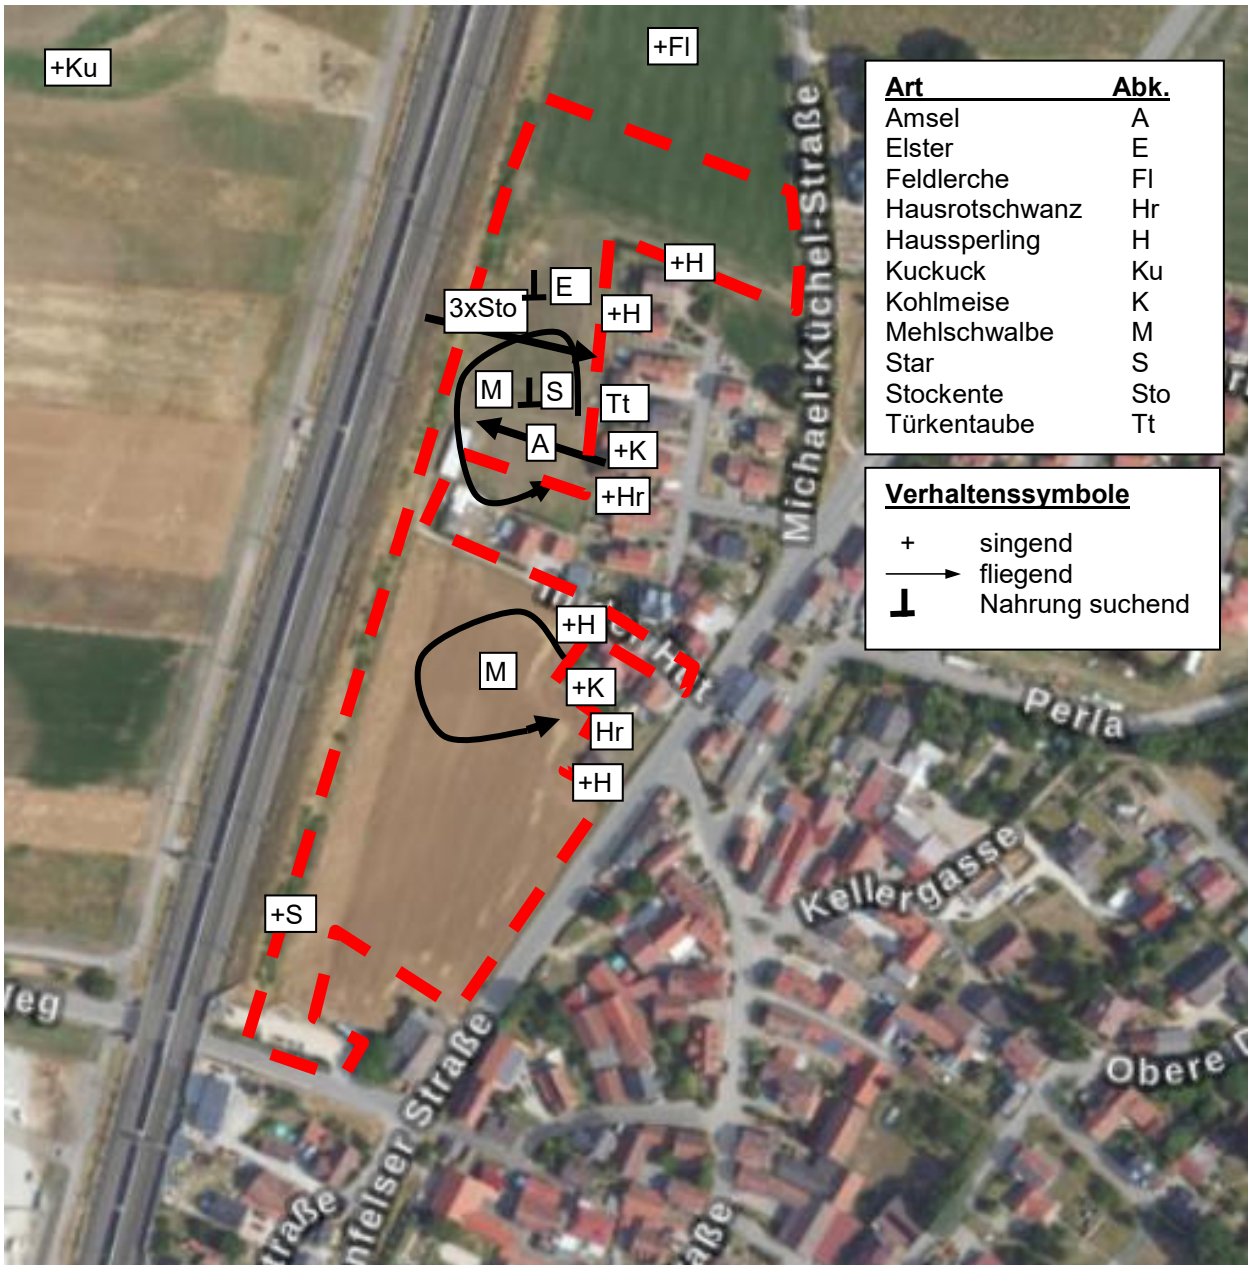 +Fl
+Ku
Art Abk.
Amsel A
Elster E
Feldlerche Fl
Hausrotschwanz Hr
Haussperling H
Kuckuck Ku
Kohlmeise K
Mehlschwalbe M
Star S
Stockente Sto
Türkentaube Tt
Verhaltenssymbole
+ singend
fliegend
Nahrung suchend
Michael-Küchel-Straße
+H
E
3xSto
+H
M
S
Tt
A
+K
+Hr
+H
M
+K
Hr
+H
Perla
Kellergasse
+S
Obere